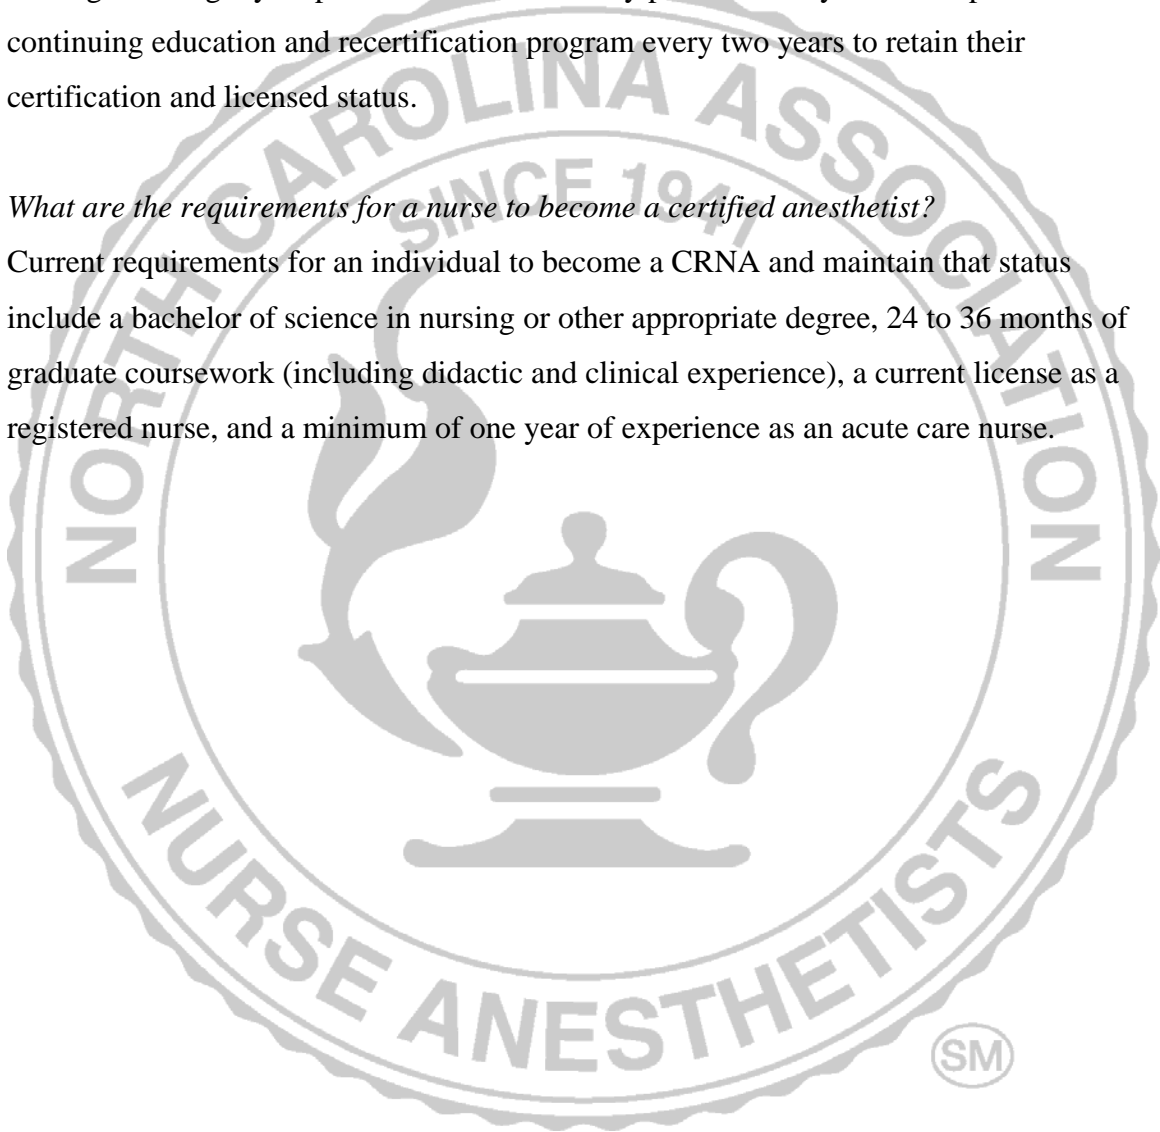 continuing education and recertification program every two years to retain their
certification and licensed status.
What are the requirements for a nurse to become a certified anesthetist?
Current requirements for an individual to become a CRNA and maintain that status
include a bachelor of science in nursing or other appropriate degree, 24 to 36 months of
graduate coursework (including didactic and clinical experience), a current license as a
registered nurse, and a minimum of one year of experience as an acute care nurse.
NORTH CAROLINA ASSOCIATION
SINCE 1941
NURSE ANESTHETISTS
SM